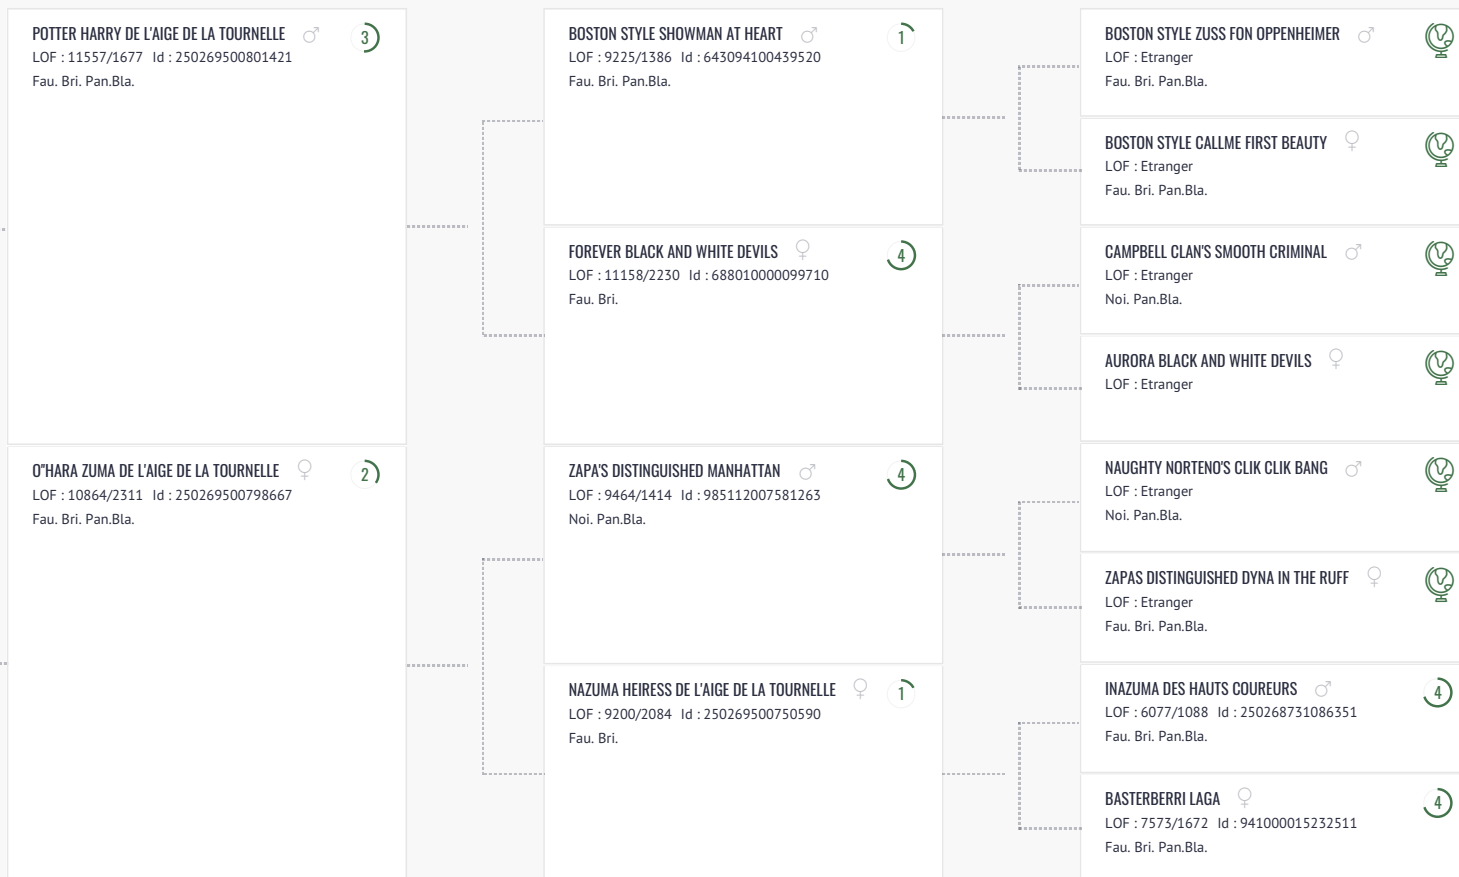 POTTER HARRY DE L'AIGE DE LA TOURNELLE 3
LOF : 11557/1677 Id : 250269500801421
Fau. Bri. Pan.Bla.
O"HARA ZUMA DE L'AIGE DE LA TOURNELLE 2
LOF : 10864/2311 Id : 250269500798667
Fau. Bri. Pan.Bla.
BOSTON STYLE SHOWMAN AT HEART 1
LOF : 9225/1386 Id : 643094100439520
Fau. Bri. Pan.Bla.
FOREVER BLACK AND WHITE DEVILS 4
LOF : 11158/2230 Id : 688010000099710
Fau. Bri.
ZAPA'S DISTINGUISHED MANHATTAN 4
LOF : 9464/1414 Id : 985112007581263
Noi. Pan.Bla.
NAZUMA HEIRESS DE L'AIGE DE LA TOURNELLE 1
LOF : 9200/2084 Id : 250269500750590
Fau. Bri.
BOSTON STYLE ZUSS FON OPPENHEIMER
LOF : Etranger
Fau. Bri. Pan.Bla.
BOSTON STYLE CALLME FIRST BEAUTY
LOF : Etranger
Fau. Bri. Pan.Bla.
CAMPBELL CLAN'S SMOOTH CRIMINAL
LOF : Etranger
Noi. Pan.Bla.
AURORA BLACK AND WHITE DEVILS
LOF : Etranger
NAUGHTY NORTENO'S CLIK CLIK BANG
LOF : Etranger
Noi. Pan.Bla.
ZAPAS DISTINGUISHED DYNA IN THE RUFF
LOF : Etranger
Fau. Bri. Pan.Bla.
INAZUMA DES HAUTS COUREURS 4
LOF : 6077/1088 Id : 250268731086351
Fau. Bri. Pan.Bla.
BASTERBERRI LAGA 4
LOF : 7573/1672 Id : 941000015232511
Fau. Bri. Pan.Bla.